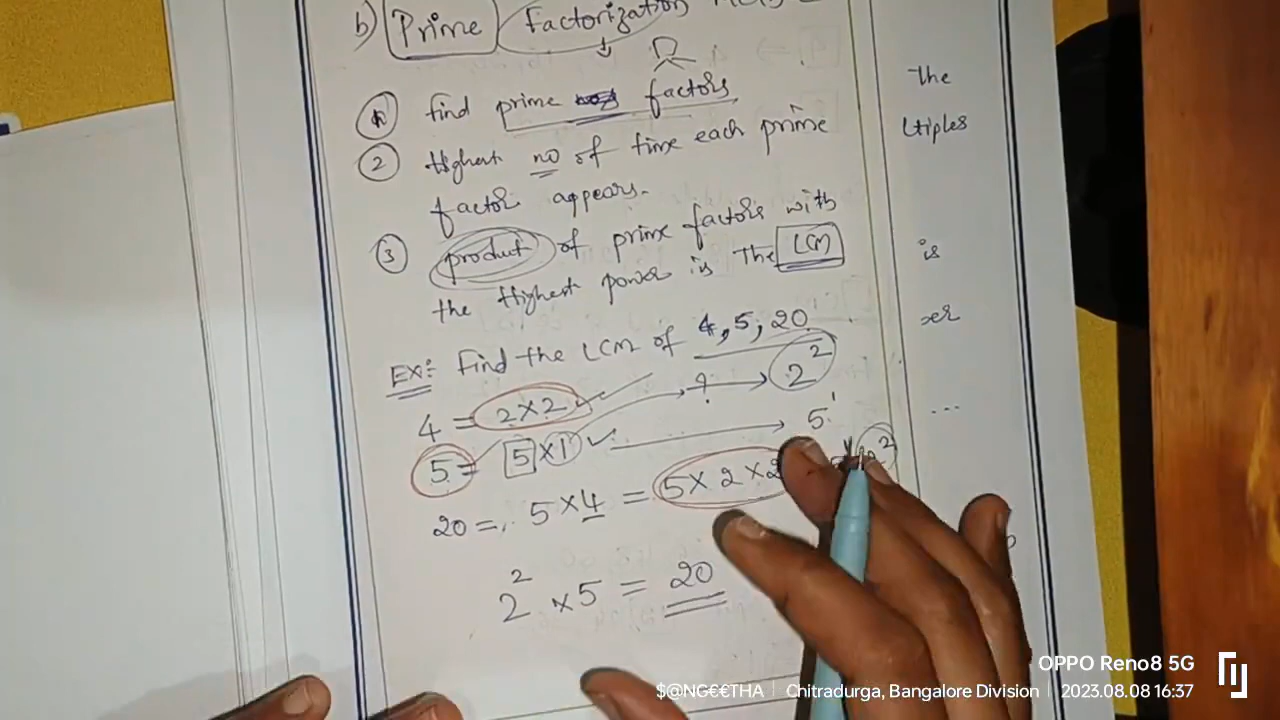 b) Prime Factorization
① find prime factors
② Highest no of time each prime
factor appears.
③ product of prime factors with
the Highest power is The LCM
Ex:- Find the LCM of 4, 5, 20
4 = 2×2 → 2²
5 = 5×1 → 5¹
20 = 5×4 = 5×2×2
2² ×5 = 20
The
ltiples
is
...
OPPO Reno8 5G
$@NG€€THA | Chitradurga, Bangalore Division | 2023.08.08 16:37